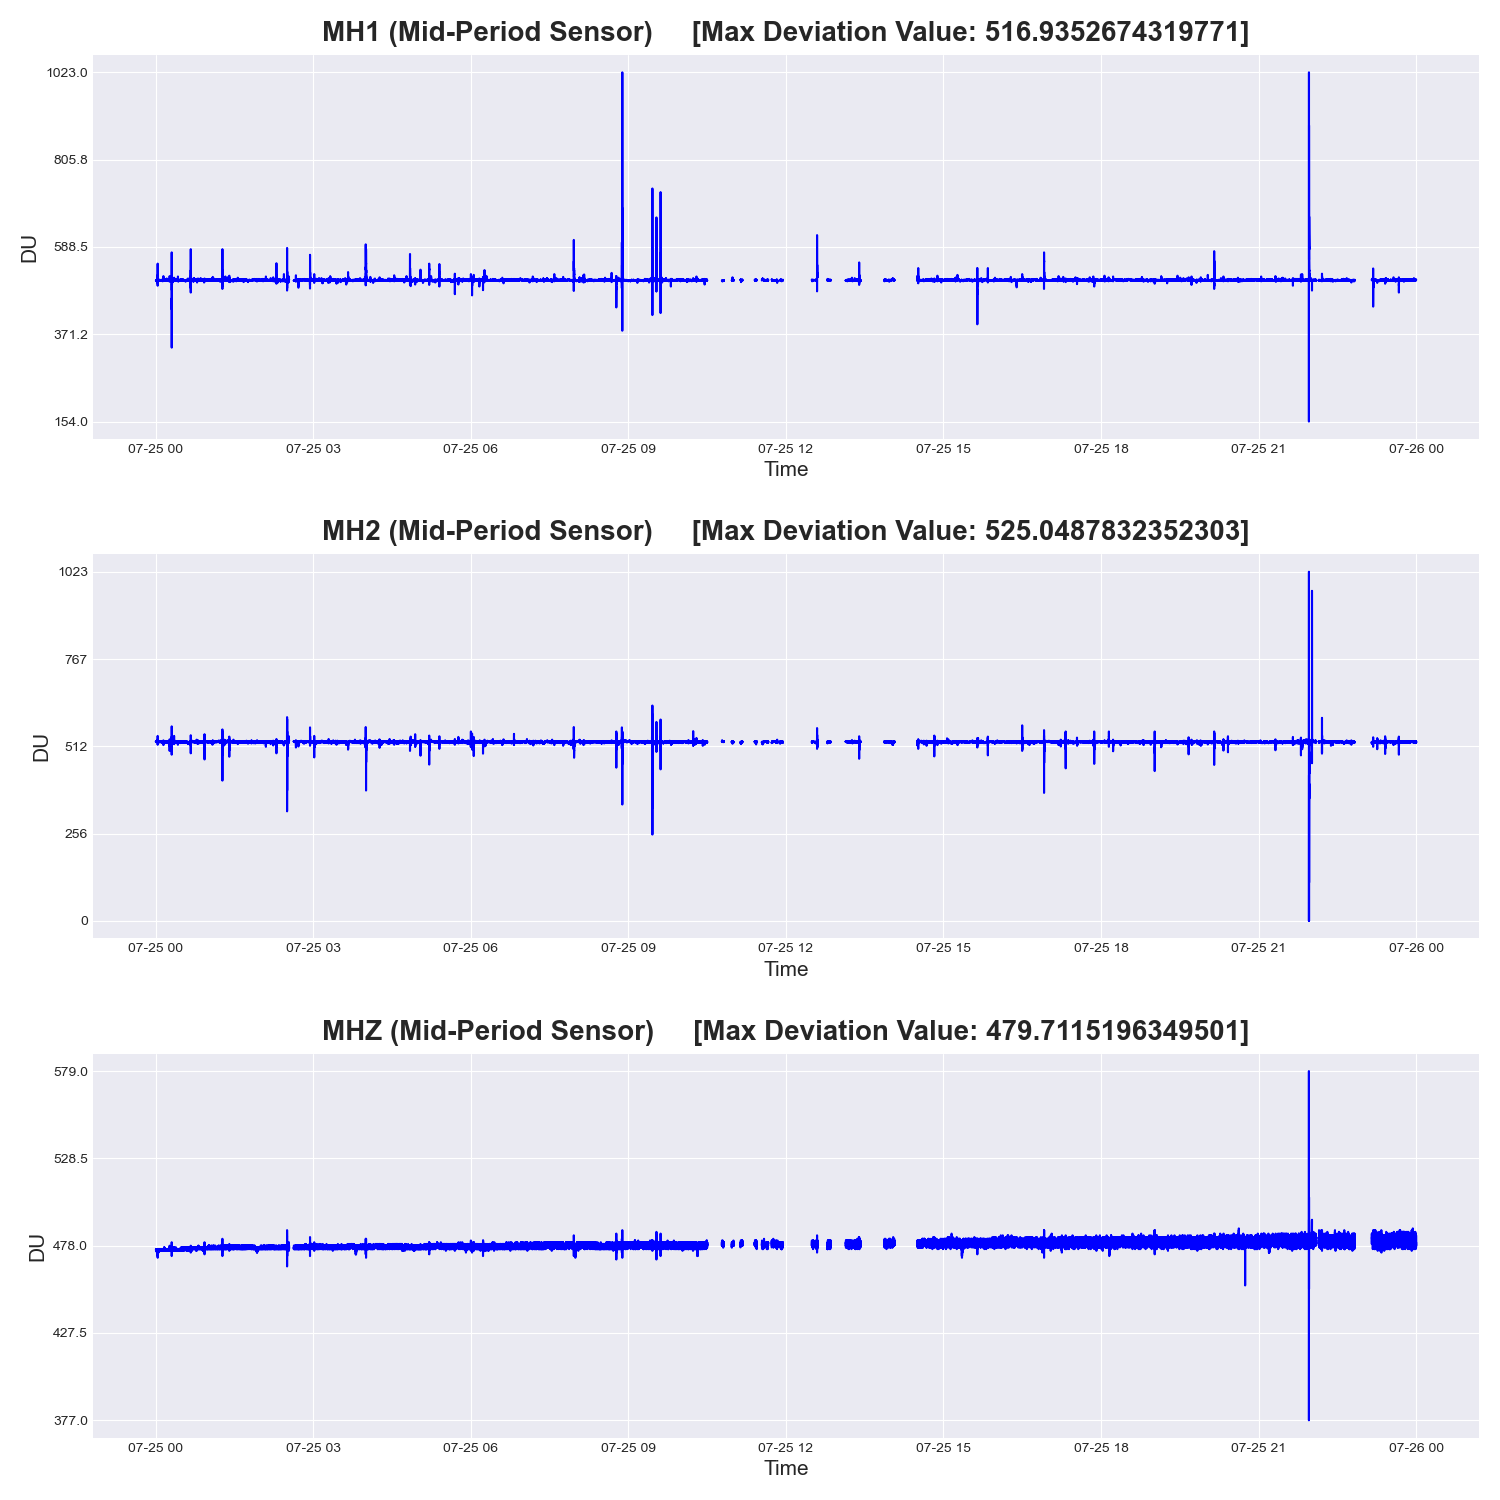 MH1 (Mid-Period Sensor) [Max Deviation Value: 516.9352674319771]
1023.0
805.8
588.5
371.2
154.0
DU
07-25 00 07-25 03 07-25 06 07-25 09 07-25 12 07-25 15 07-25 18 07-25 21 07-26 00
Time
MH2 (Mid-Period Sensor) [Max Deviation Value: 525.0487832352303]
1023
767
512
256
0
DU
07-25 00 07-25 03 07-25 06 07-25 09 07-25 12 07-25 15 07-25 18 07-25 21 07-26 00
Time
MHZ (Mid-Period Sensor) [Max Deviation Value: 479.7115196349501]
579.0
528.5
478.0
427.5
377.0
DU
07-25 00 07-25 03 07-25 06 07-25 09 07-25 12 07-25 15 07-25 18 07-25 21 07-26 00
Time